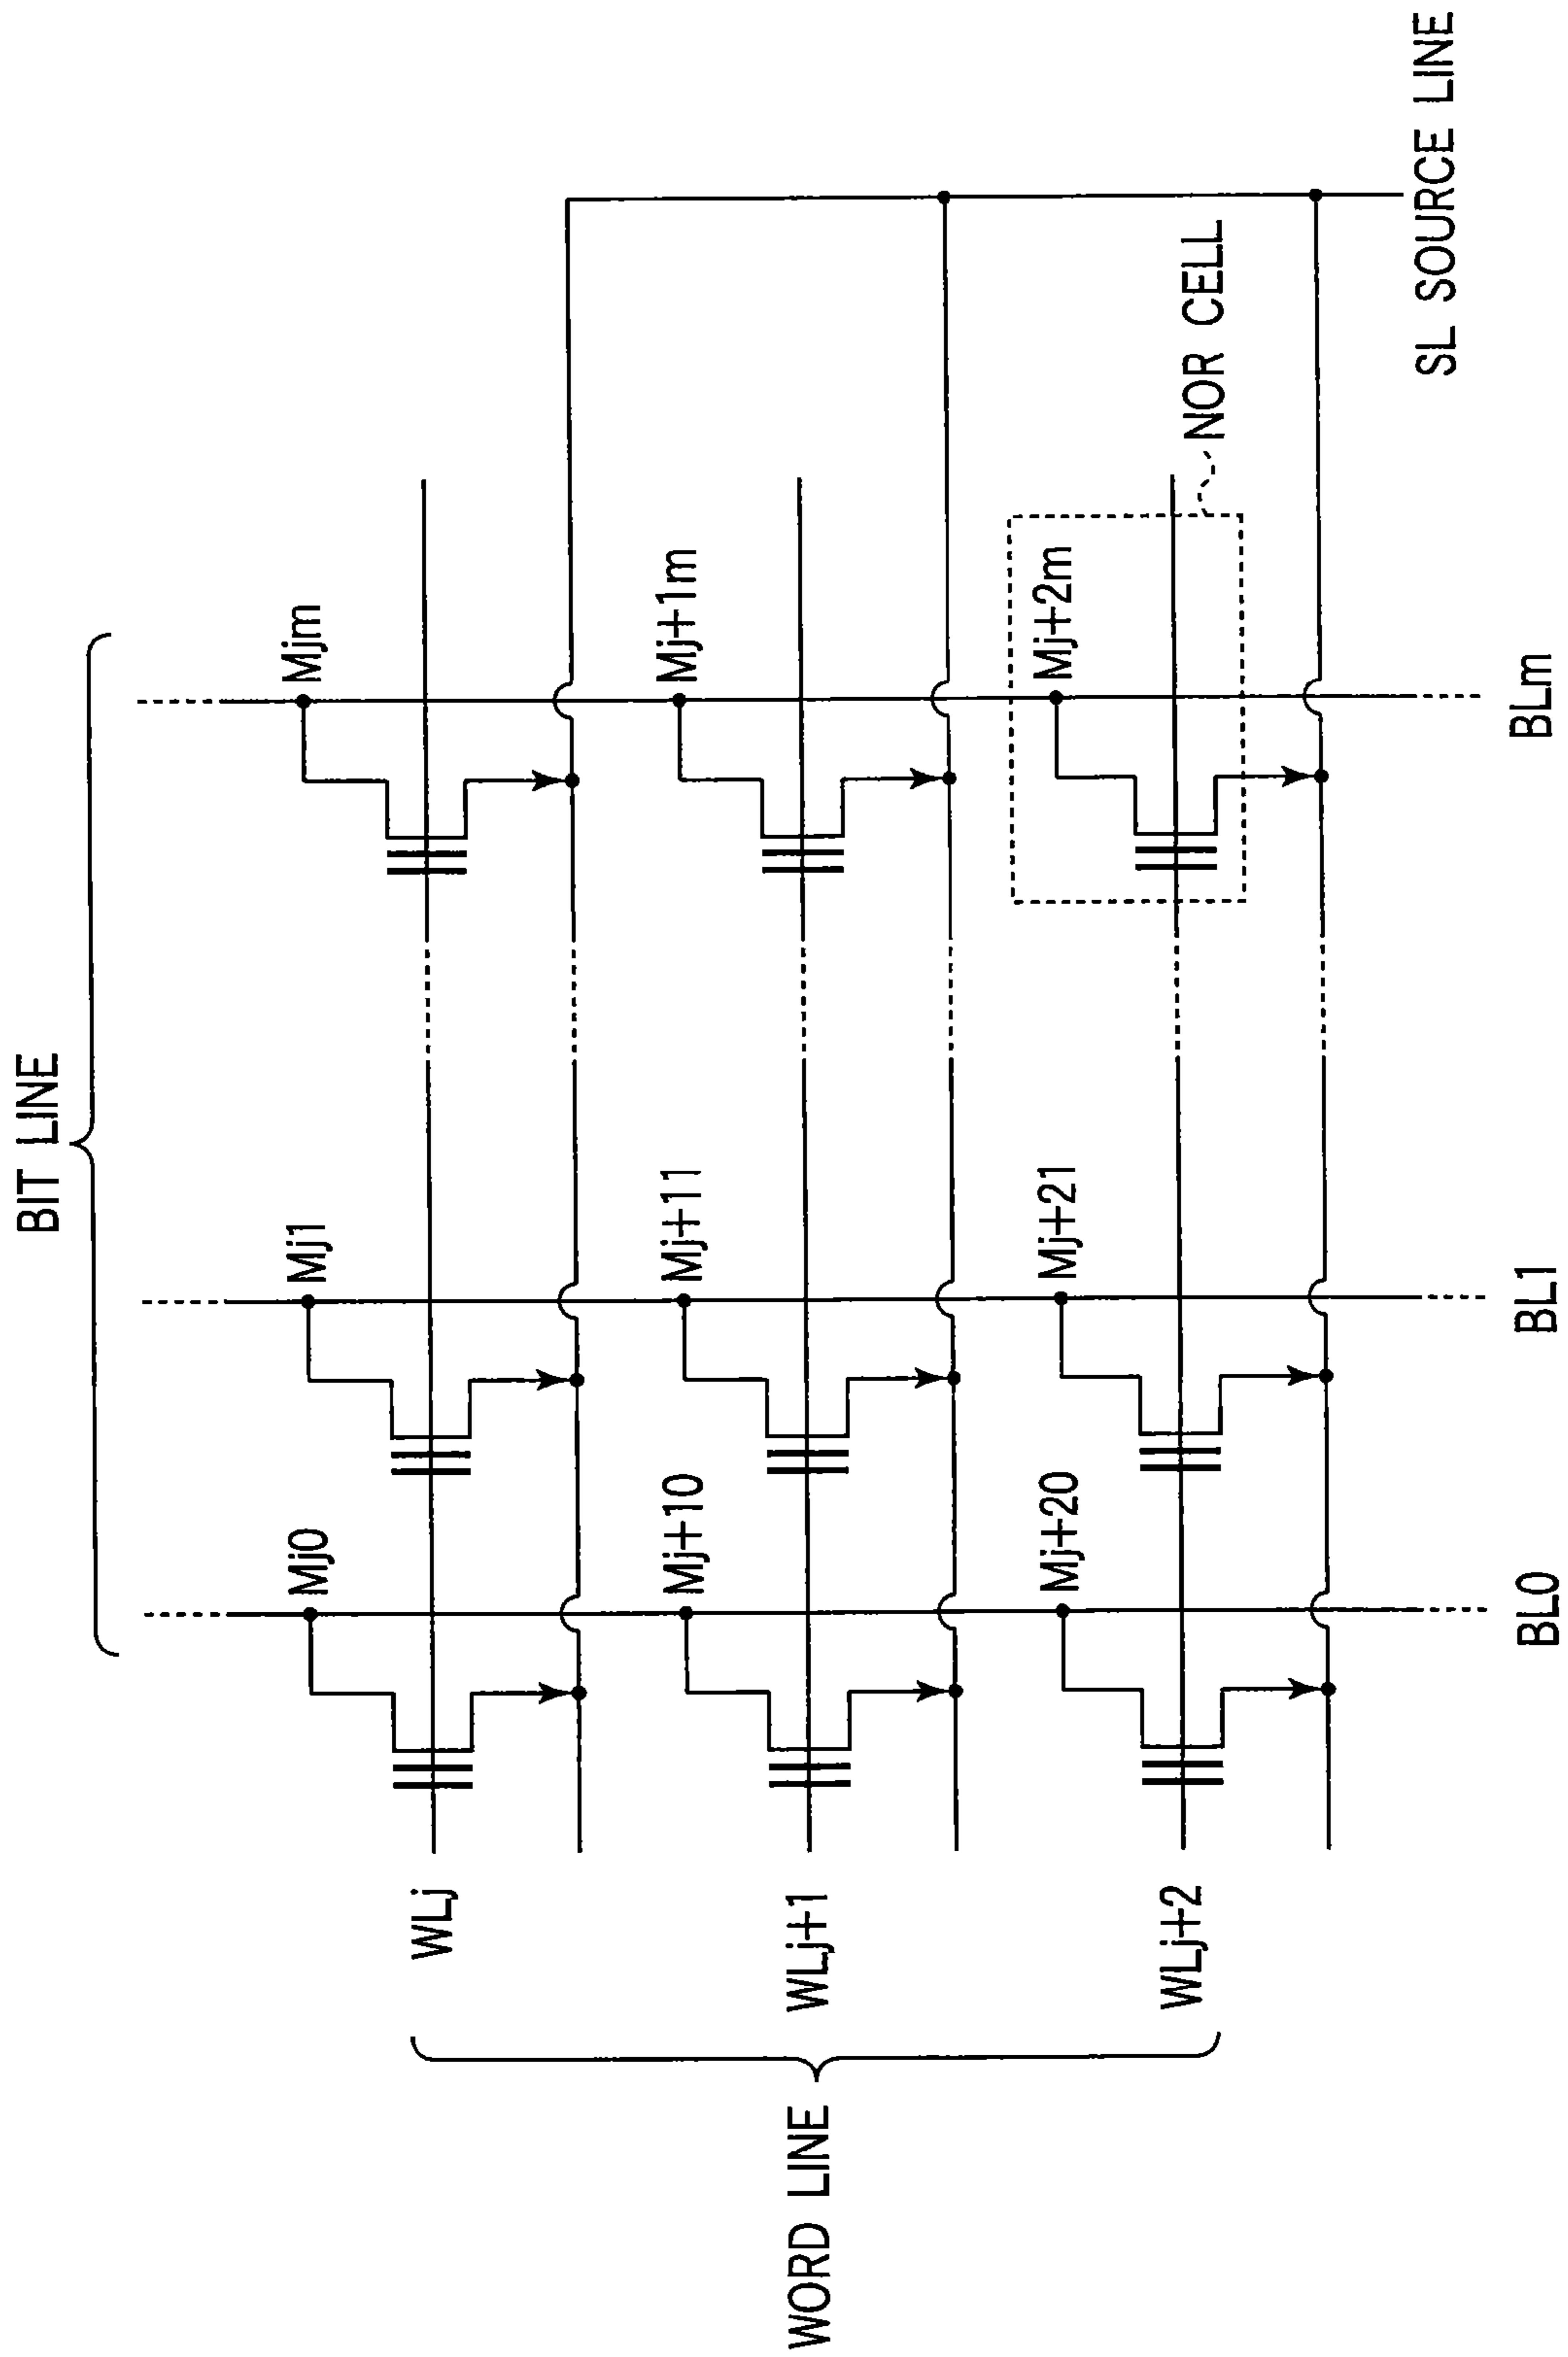 BIT LINE
Mj0
Mj1
Mjm
WLj
Mj+10
Mj+11
Mj+1m
WORD LINE
WLj+1
Mj+20
Mj+21
Mj+2m
NOR CELL
WLj+2
BL0
BL1
BLm
SL SOURCE LINE